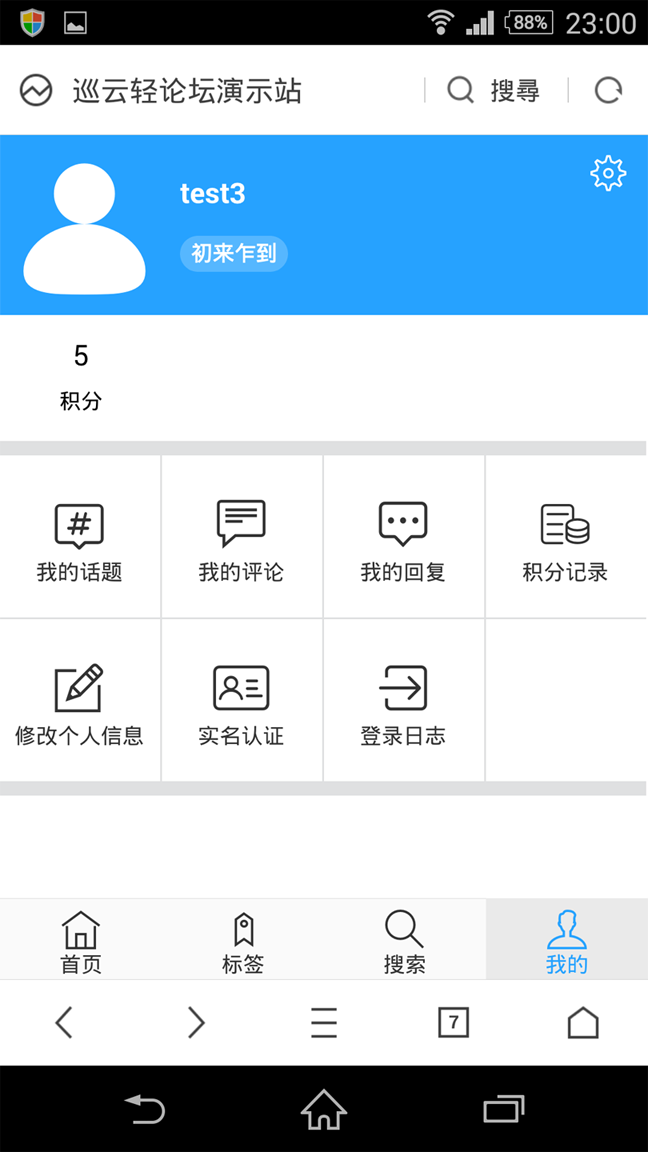 88% 23:00
巡云轻论坛演示站 搜尋
test3
初来乍到
5
积分
#
我的话题 我的评论 我的回复 积分记录
修改个人信息 实名认证 登录日志
首页 标签 搜索 我的
7